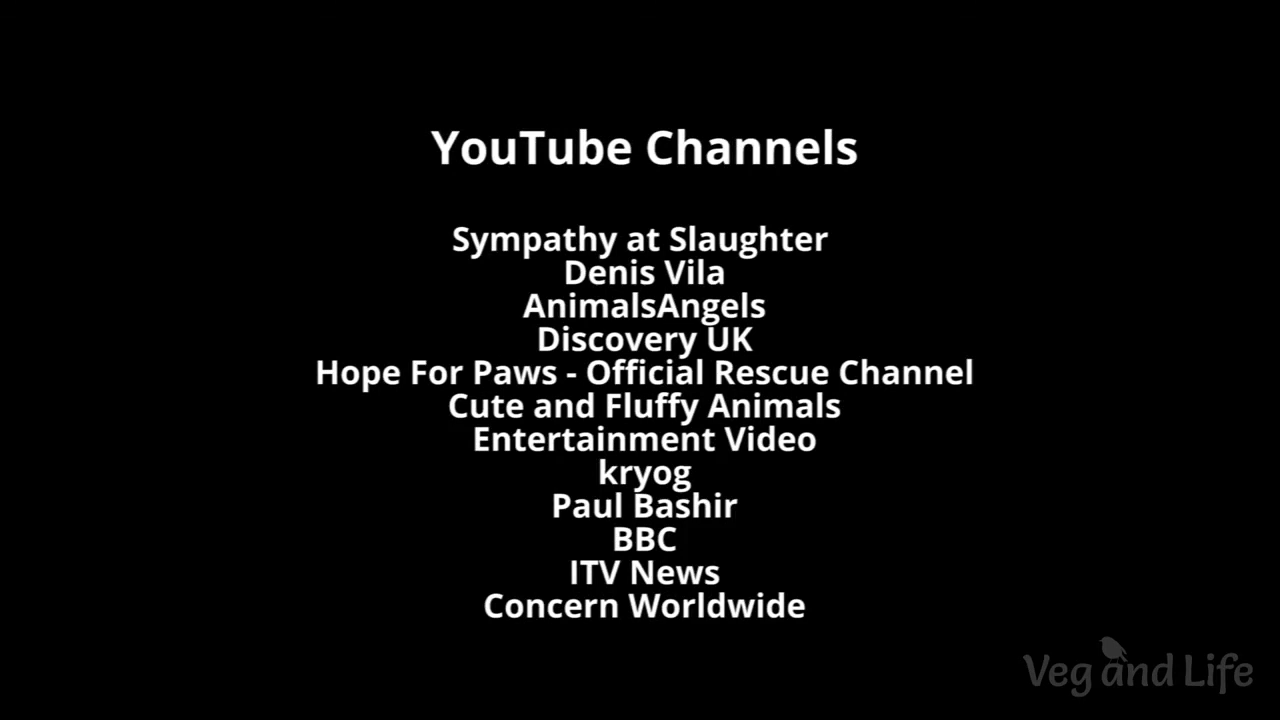 YouTube Channels
Sympathy at Slaughter
Denis Vila
AnimalsAngels
Discovery UK
Hope For Paws - Official Rescue Channel
Cute and Fluffy Animals
Entertainment Video
kryog
Paul Bashir
BBC
ITV News
Concern Worldwide
Veg and Life